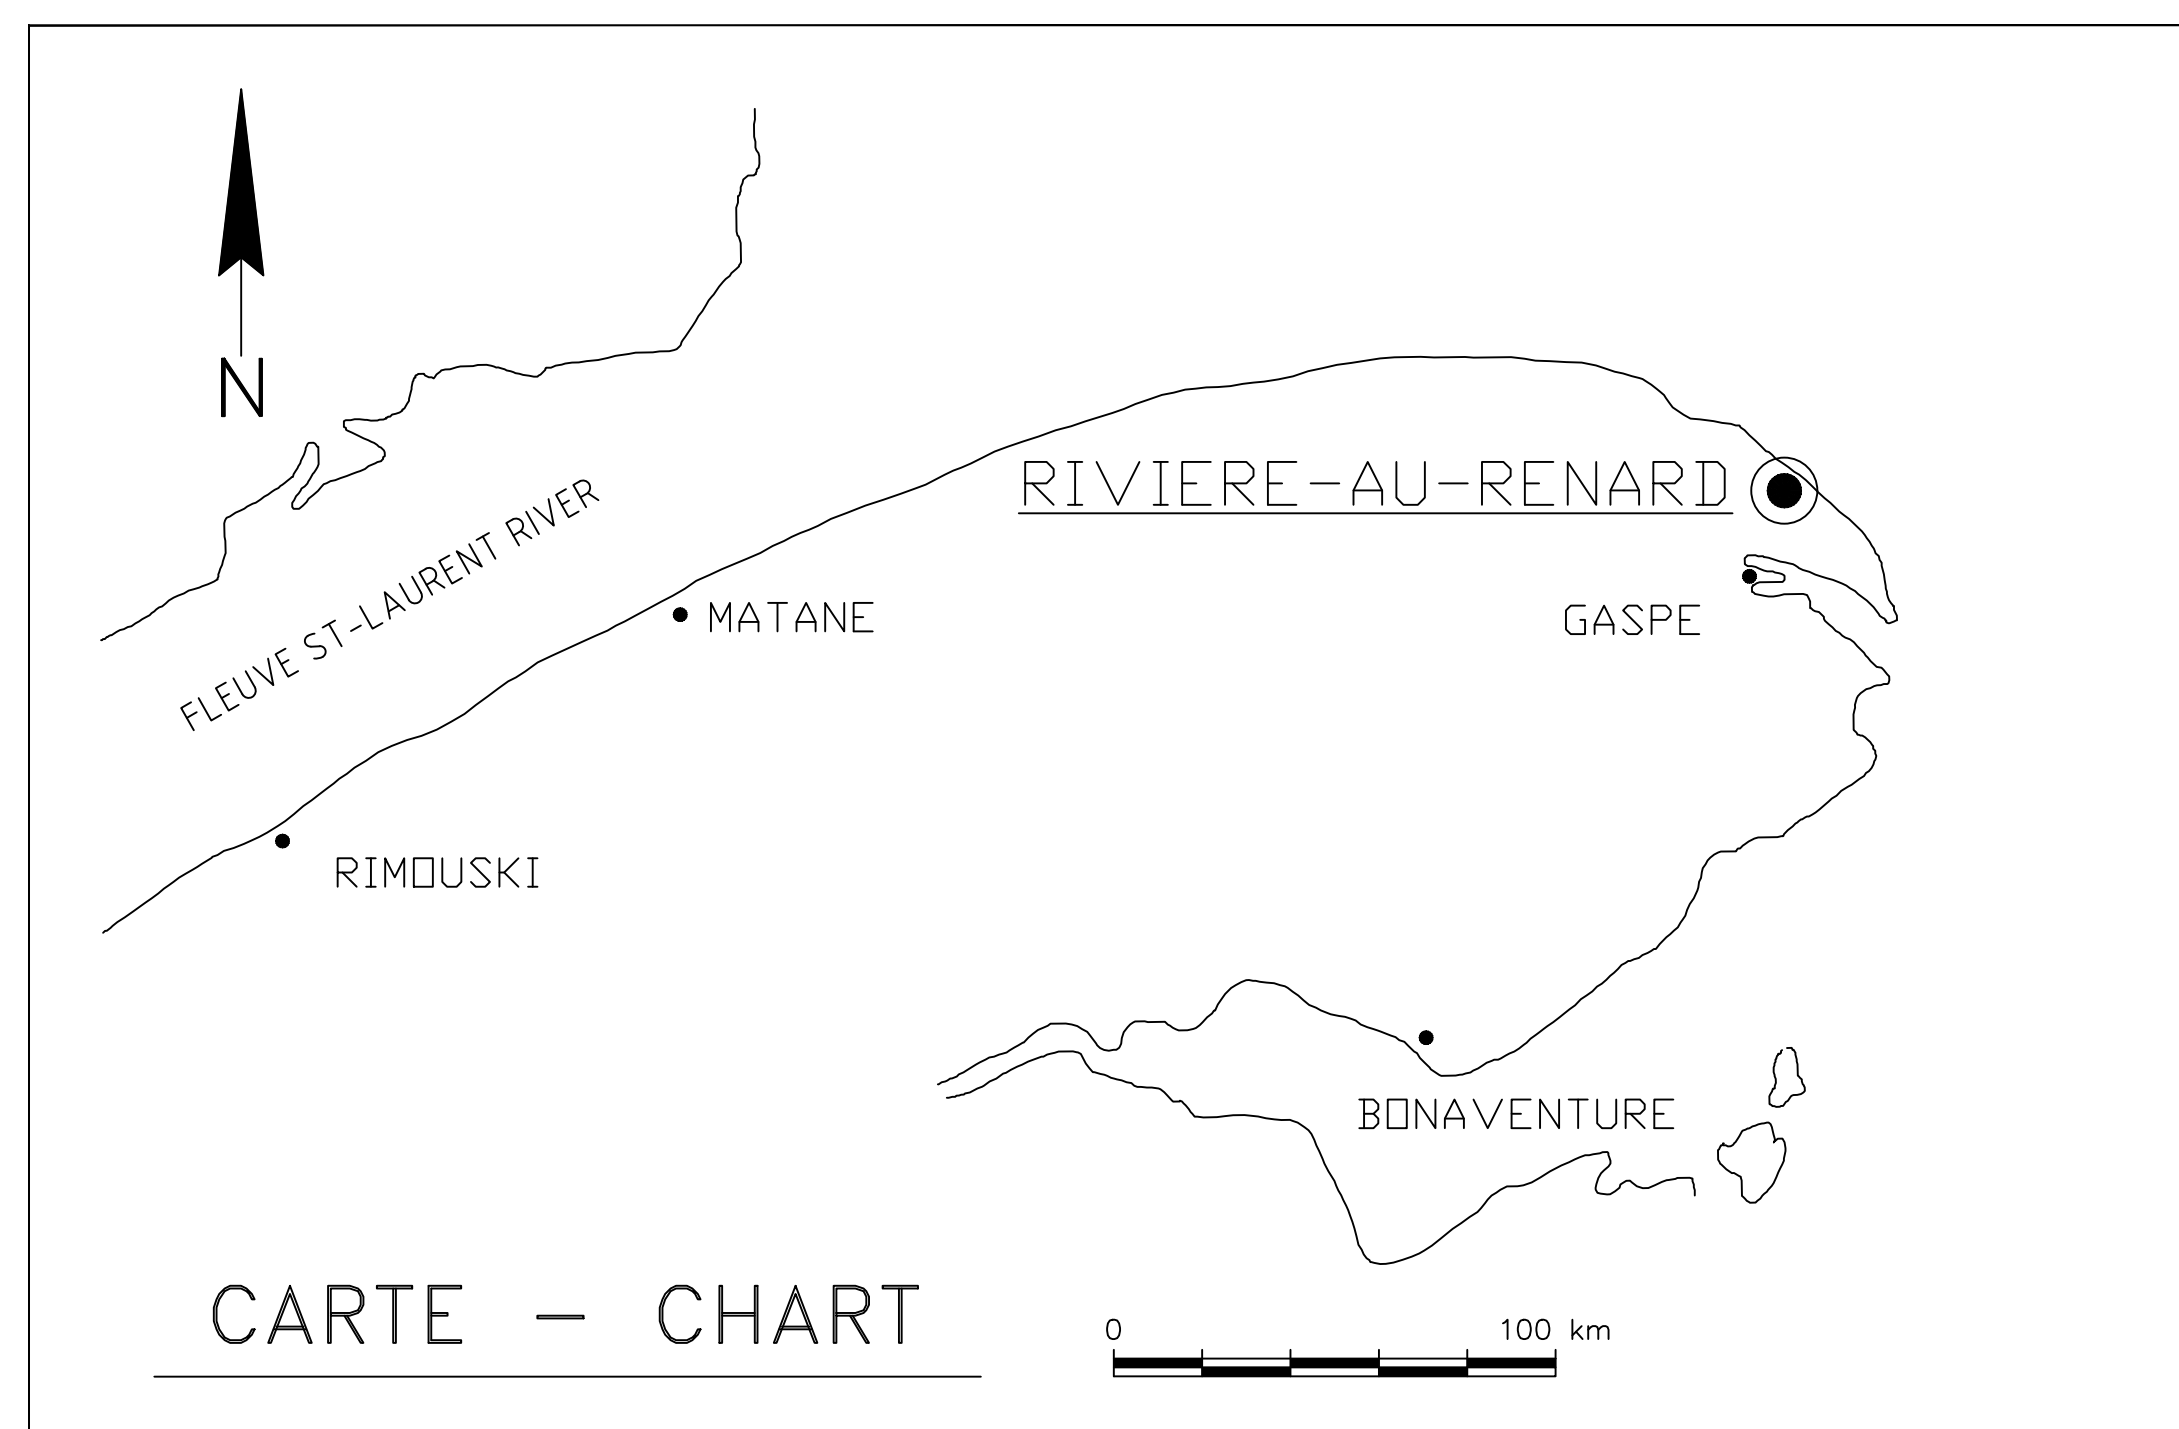 N
RIVIERE-AU-RENARD
FLEUVE ST-LAURENT RIVER
MATANE
GASPE
RIMOUSKI
BONAVENTURE
CARTE - CHART
0 100 km